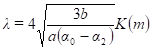 λ = 4√(3b / (a(α₀ − α₂))) K(m)